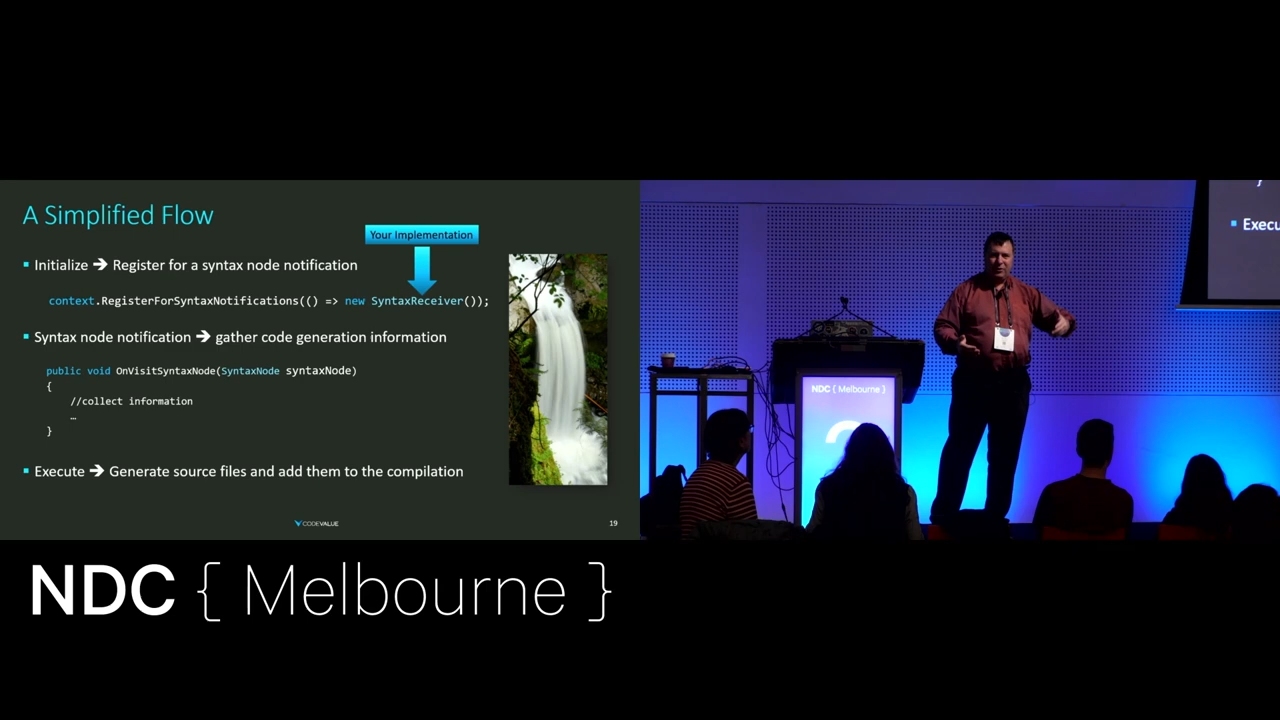 A Simplified Flow
Your Implementation
▪ Initialize ➔ Register for a syntax node notification
context.RegisterForSyntaxNotifications(() => new SyntaxReceiver());
▪ Syntax node notification ➔ gather code generation information
public void OnVisitSyntaxNode(SyntaxNode syntaxNode)
{
//collect information
…
}
▪ Execute ➔ Generate source files and add them to the compilation
CODEVALUE
19
▪ Execu
NDC { Melbourne }
NDC { Melbourne }